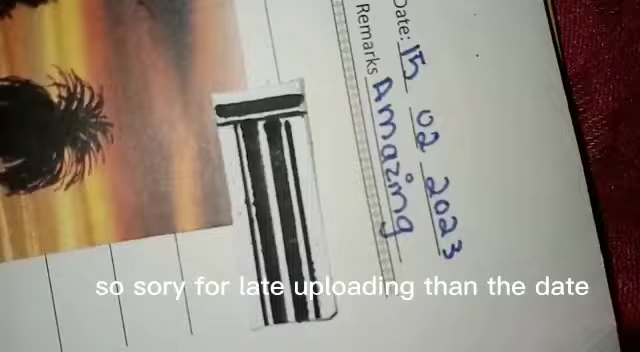 Date: 15 02 2023
Remarks Amazing
so sory for late uploading than the date